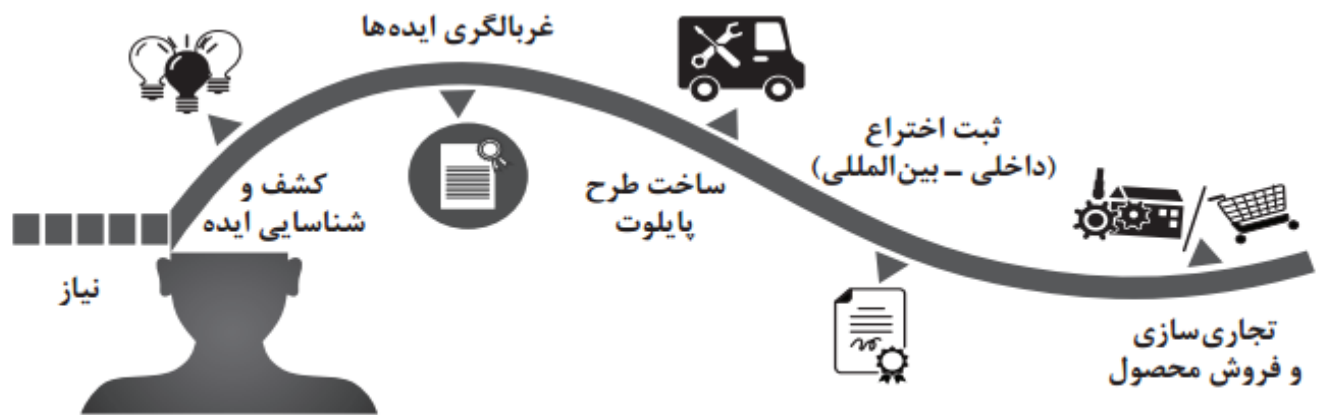 نیاز
کشف و
شناسایی ایده
غربالگری ایده‌ها
ساخت طرح
پایلوت
ثبت اختراع
(داخلی ـ بین‌المللی)
تجاری‌سازی
و فروش محصول